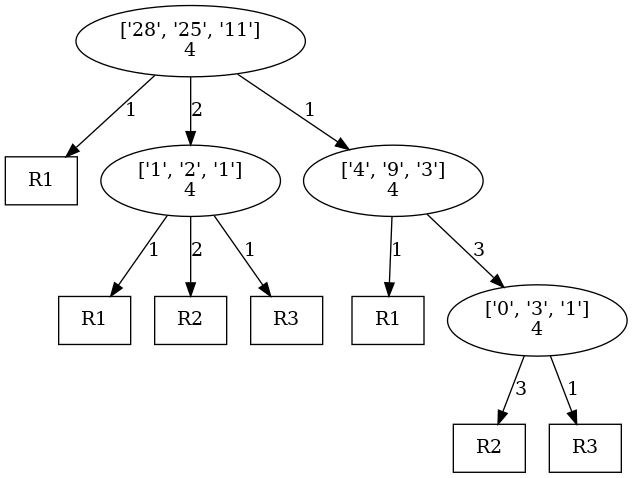 ['28', '25', '11']
4
1
2
1
R1
['1', '2', '1']
4
['4', '9', '3']
4
1
2
1
1
3
R1
R2
R3
R1
['0', '3', '1']
4
3
1
R2
R3